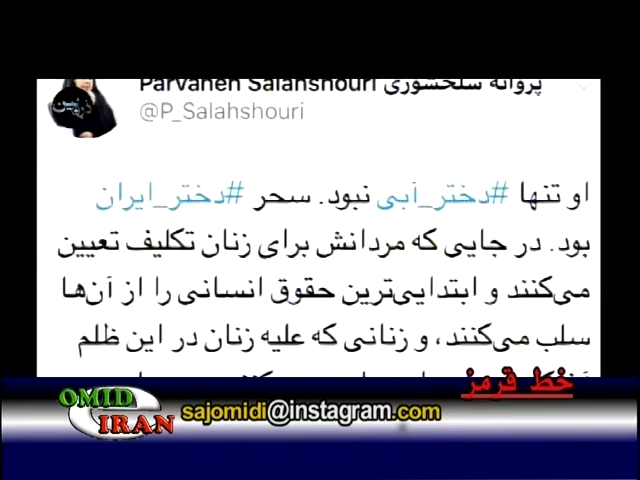 Parvaneh Salahshouri پروانه سلحشوری
@P_Salahshouri
او تنها #دختر_آبی نبود. سحر #دختر_ایران
بود. در جایی که مردانش برای زنان تکلیف تعیین
می‌کنند و ابتدایی‌ترین حقوق انسانی را از آن‌ها
سلب می‌کنند، و زنانی که علیه زنان در این ظلم
خط قرمز
OMID
IRAN
sajomidi@instagram.com